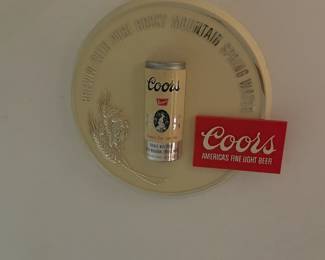 BREWED WITH PURE ROCKY MOUNTAIN SPRING WATER
Coors
Coors
AMERICA'S FINE LIGHT BEER